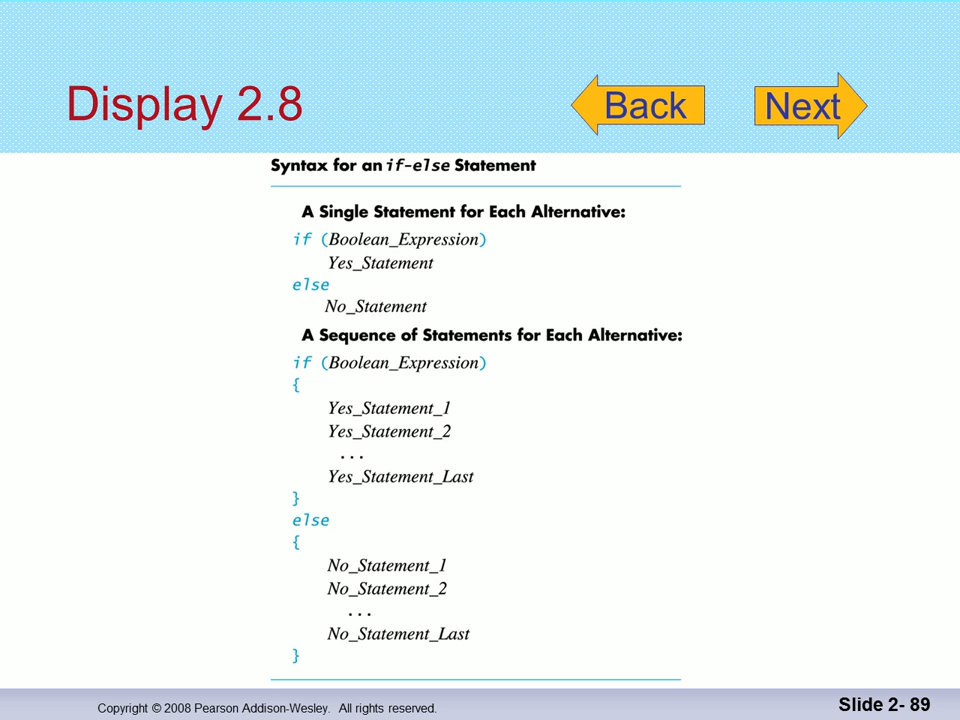 Display 2.8
Back
Next
Syntax for an if-else Statement
A Single Statement for Each Alternative:
if (Boolean_Expression)
Yes_Statement
else
No_Statement
A Sequence of Statements for Each Alternative:
if (Boolean_Expression)
{
Yes_Statement_1
Yes_Statement_2
...
Yes_Statement_Last
}
else
{
No_Statement_1
No_Statement_2
...
No_Statement_Last
}
Copyright © 2008 Pearson Addison-Wesley. All rights reserved.
Slide 2- 89